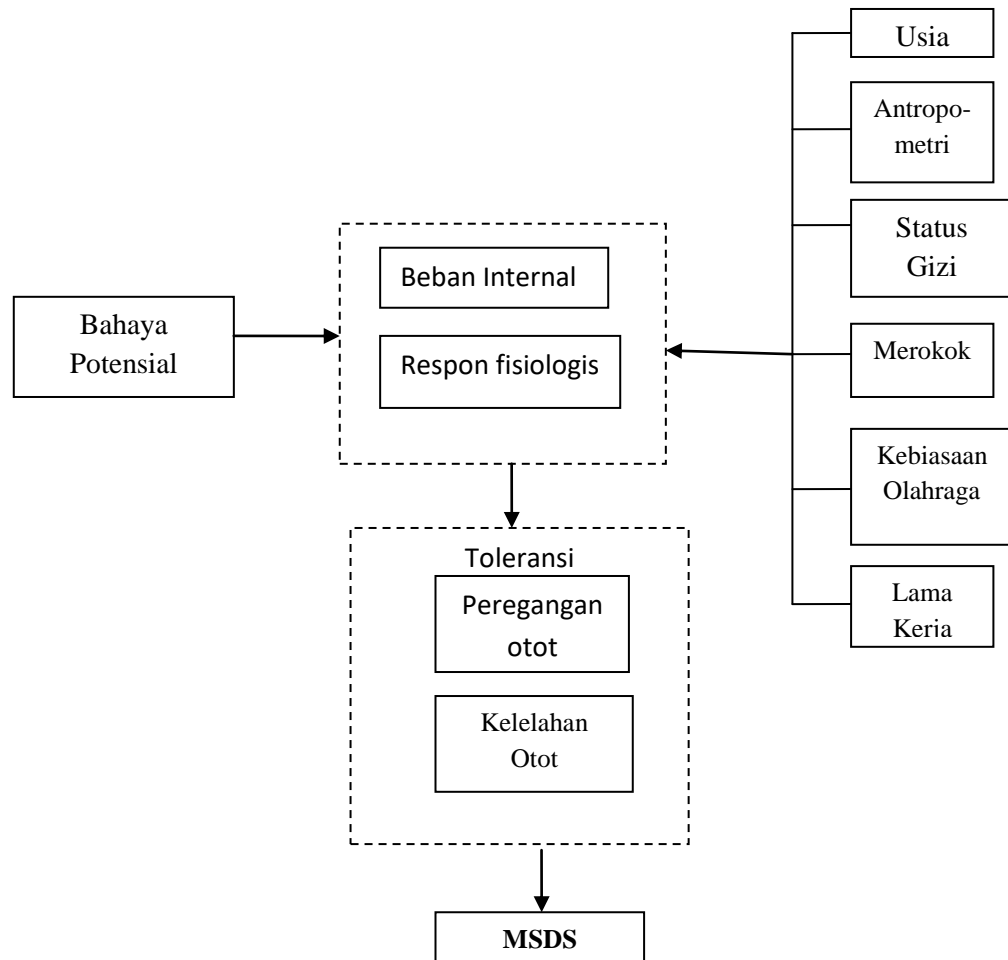 Usia
Antropo-
metri
Status
Gizi
Beban Internal
Bahaya
Potensial
Respon fisiologis
Merokok
Kebiasaan
Olahraga
Toleransi
Peregangan
otot
Lama
Kerja
Kelelahan
Otot
MSDS